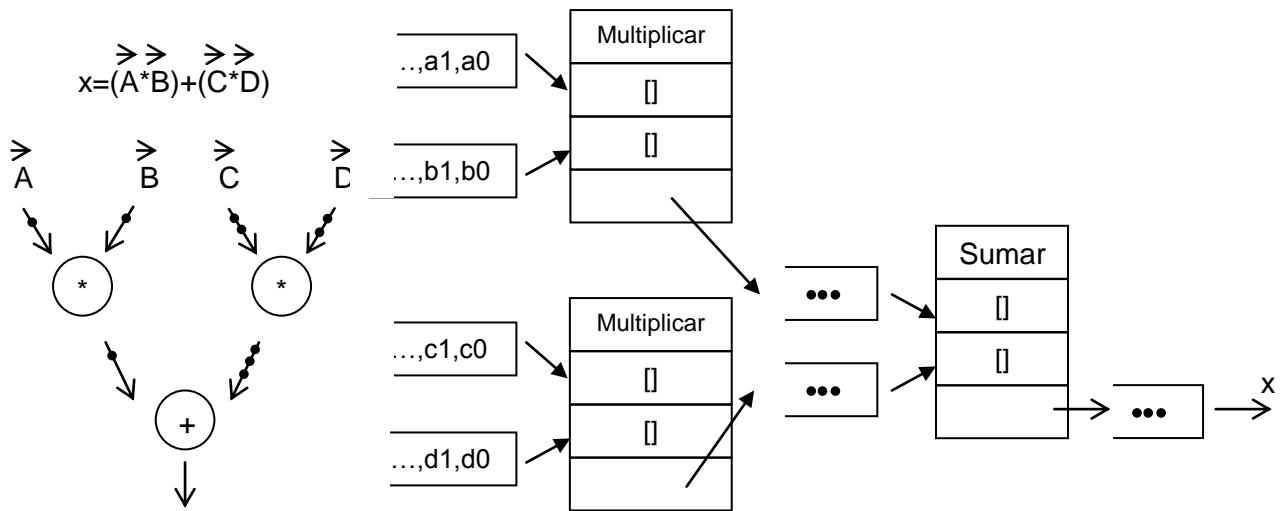 x=(A*B)+(C*D)
A B C D
* *
+
..,a1,a0
...,b1,b0
Multiplicar
[]
[]
...,c1,c0
...,d1,d0
Multiplicar
[]
[]
•••
•••
Sumar
[]
[]
•••
x